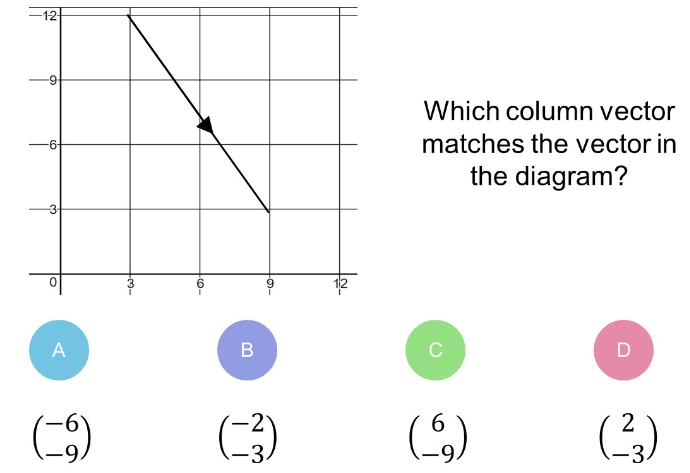 12
9
6
3
0 3 6 9 12
Which column vector
matches the vector in
the diagram?
A B C D
(−6 −9) (−2 −3) (6 −9) (2 −3)